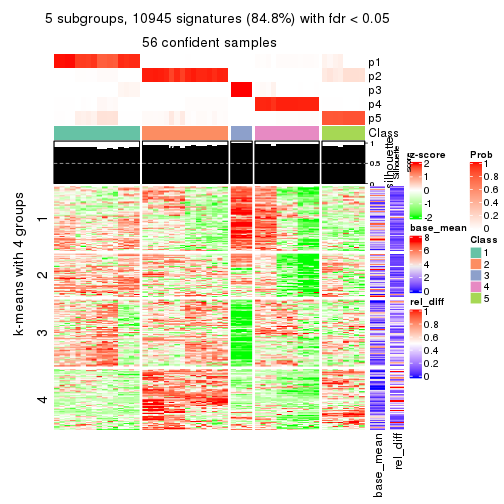 5 subgroups, 10945 signatures (84.8%) with fdr < 0.05
56 confident samples
p1
p2
p3
p4
p5
Class
1
0.5
0
silhouette
Silhouette
score
k-means with 4 groups
1
2
3
4
base_mean
rel_diff
z-score
2
1
0
-1
-2
base_mean
8
6
4
2
0
rel_diff
1
0.8
0.6
0.4
0.2
0
Prob
1
0.8
0.6
0.4
0.2
0
Class
1
2
3
4
5